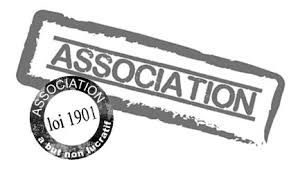 ASSOCIATION
ASSOCIATION
loi 1901
a but non lucratif